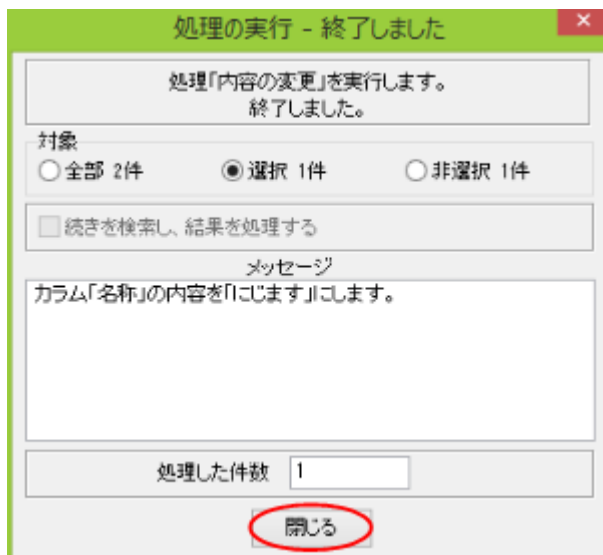 処理の実行 - 終了しました
処理「内容の変更」を実行します。
終了しました。
対象
全部 2件 選択 1件 非選択 1件
続きを検索し、結果を処理する
メッセージ
カラム「名称」の内容を「にじます」にします。
処理した件数 1
閉じる